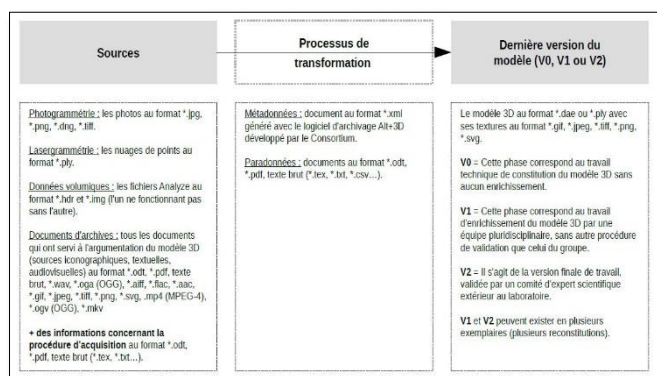 Sources
Processus de
transformation
Dernière version du
modèle (V0, V1 ou V2)
Photogrammétrie : les photos au format *.jpg,
*.png, *.dng, *.tiff.
Lasergrammétrie : les nuages de points au
format *.ply.
Données volumiques : les fichiers Analyze au
format *.hdr et *.img (l'un ne fonctionnant pas
sans l'autre).
Documents d'archives : tous les documents
qui ont servi à l'argumentation du modèle 3D
(sources iconographiques, textuelles,
audiovisuelles) au format *.odt, *.pdf, texte
brut, *.wav, *.oga (OGG), *.aiff, *.flac, *.aac,
*.gif, *.jpeg, *.tiff, *.png, *.svg, .mp4 (MPEG-4),
*.ogv (OGG), *.mkv
+ des informations concernant la
procédure d'acquisition au format *.odt,
*.pdf, texte brut (*.tex, *.txt…).
Métadonnées : document au format *.xml
généré avec le logiciel d'archivage Alt+3D
développé par le Consortium.
Paradonnées : documents au format *.odt,
*.pdf, texte brut (*.tex, *.txt, *.csv…).
Le modèle 3D au format *.dae ou *.ply avec
ses textures au format *.gif, *.jpeg, *.tiff, *.png,
*.svg.
V0 = Cette phase correspond au travail
technique de constitution du modèle 3D sans
aucun enrichissement.
V1 = Cette phase correspond au travail
d'enrichissement du modèle 3D par une
équipe pluridisciplinaire, sans autre procédure
de validation que celui du groupe.
V2 = Il s'agit de la version finale de travail,
validée par un comité d'expert scientifique
extérieur au laboratoire.
V1 et V2 peuvent exister en plusieurs
exemplaires (plusieurs reconstitutions).